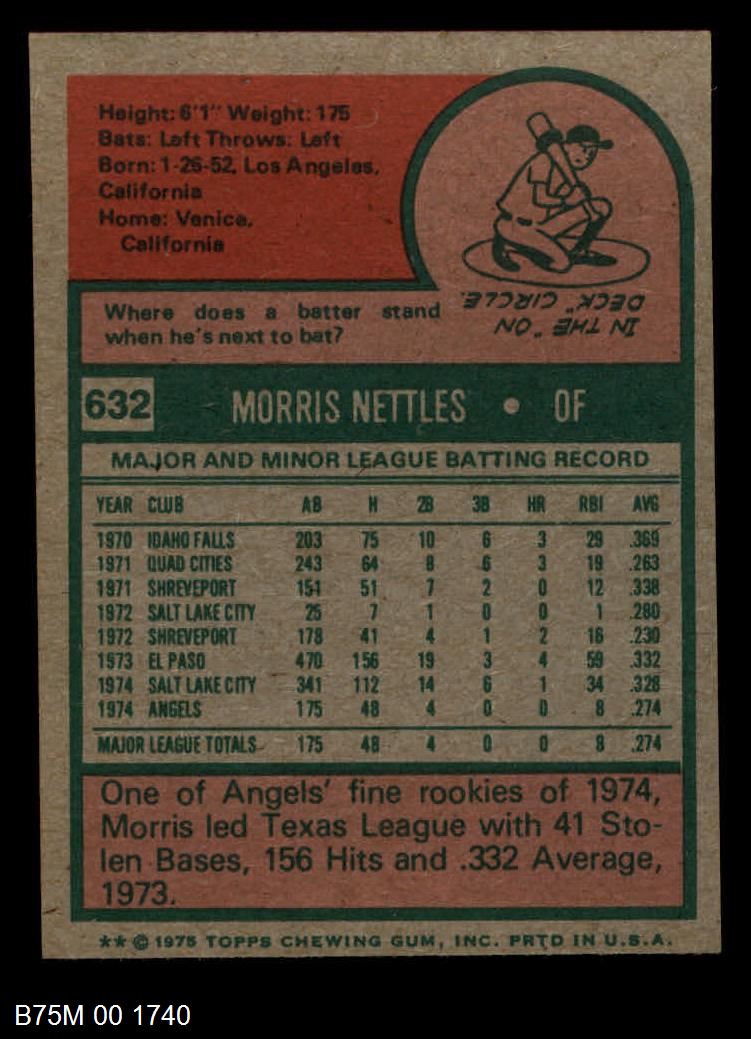 Height: 6'1" Weight: 175
Bats: Left Throws: Left
Born: 1-26-52, Los Angeles,
California
Home: Venice,
California
Where does a batter stand
when he's next to bat?
IN THE "ON
DECK" CIRCLE.
632 MORRIS NETTLES • OF
MAJOR AND MINOR LEAGUE BATTING RECORD
YEAR CLUB AB H 2B 3B HR RBI AVG
1970 IDAHO FALLS 203 75 10 6 3 29 .369
1971 QUAD CITIES 243 64 8 6 3 19 .263
1971 SHREVEPORT 151 51 7 2 0 12 .338
1972 SALT LAKE CITY 25 7 1 0 0 1 .280
1972 SHREVEPORT 178 41 4 1 2 16 .230
1973 EL PASO 470 156 19 3 4 59 .332
1974 SALT LAKE CITY 341 112 14 6 1 34 .328
1974 ANGELS 175 48 4 0 0 8 .274
MAJOR LEAGUE TOTALS 175 48 4 0 0 8 .274
One of Angels' fine rookies of 1974,
Morris led Texas League with 41 Sto-
len Bases, 156 Hits and .332 Average,
1973.
** © 1975 TOPPS CHEWING GUM, INC. PRTD IN U.S.A.
B75M 00 1740